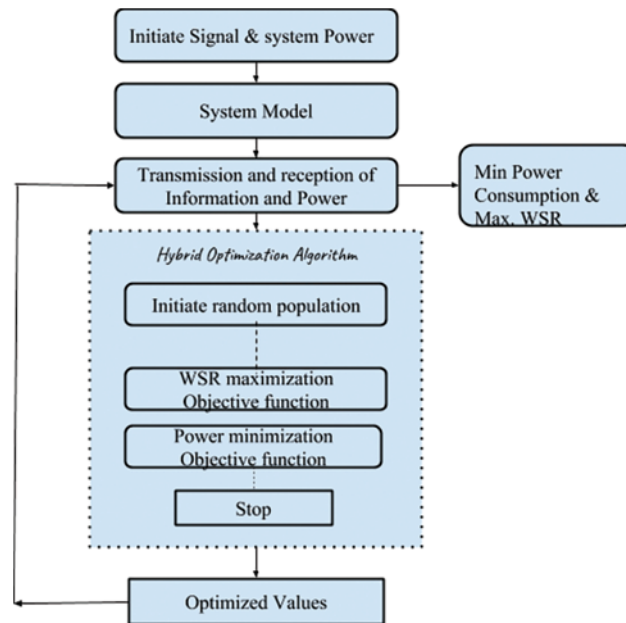 Initiate Signal & system Power
System Model
Transmission and reception of
Information and Power
Min Power
Consumption &
Max. WSR
Hybrid Optimization Algorithm
Initiate random population
WSR maximization
Objective function
Power minimization
Objective function
Stop
Optimized Values